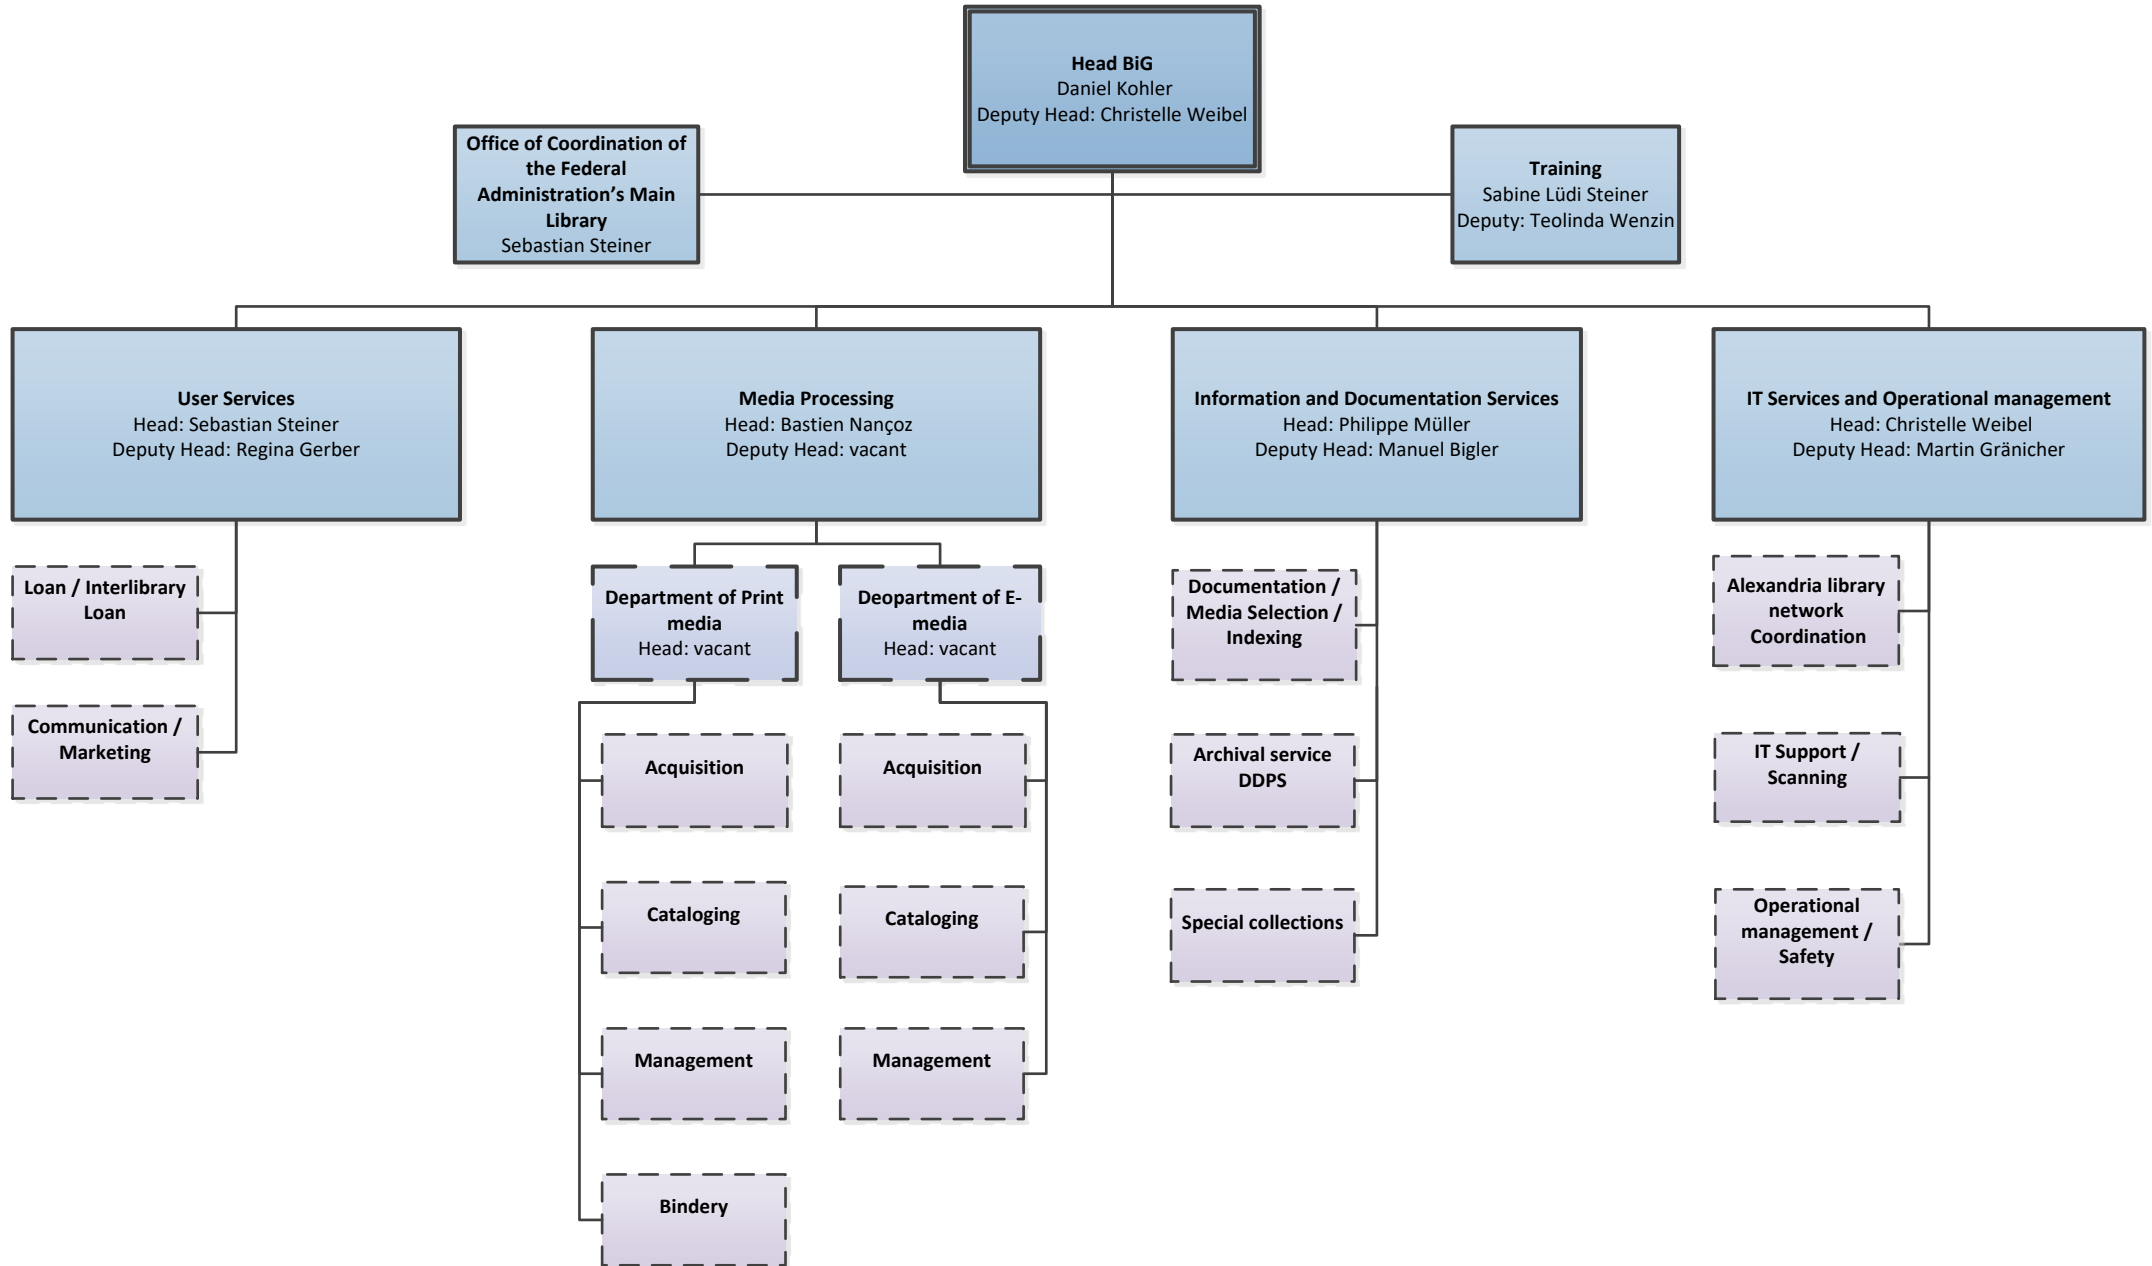 Head BiG
Daniel Kohler
Deputy Head: Christelle Weibel
Office of Coordination of
the Federal
Administration’s Main
Library
Sebastian Steiner
Training
Sabine Lüdi Steiner
Deputy: Teolinda Wenzin
User Services
Head: Sebastian Steiner
Deputy Head: Regina Gerber
Media Processing
Head: Bastien Nançoz
Deputy Head: vacant
Information and Documentation Services
Head: Philippe Müller
Deputy Head: Manuel Bigler
IT Services and Operational management
Head: Christelle Weibel
Deputy Head: Martin Gränicher
Loan / Interlibrary
Loan
Communication /
Marketing
Department of Print
media
Head: vacant
Deopartment of E-
media
Head: vacant
Acquisition
Cataloging
Management
Bindery
Acquisition
Cataloging
Management
Documentation /
Media Selection /
Indexing
Archival service
DDPS
Special collections
Alexandria library
network
Coordination
IT Support /
Scanning
Operational
management /
Safety